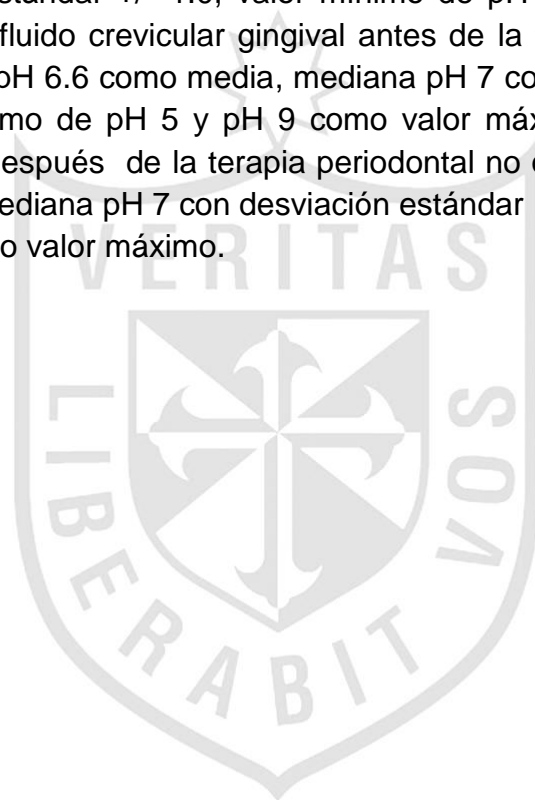 fluido crevicular gingival antes de la
pH 6.6 como media, mediana pH 7 co
mo de pH 5 y pH 9 como valor máx
después de la terapia periodontal no
ediana pH 7 con desviación estándar
o valor máximo.
VERITAS
LIBERABIT VOS